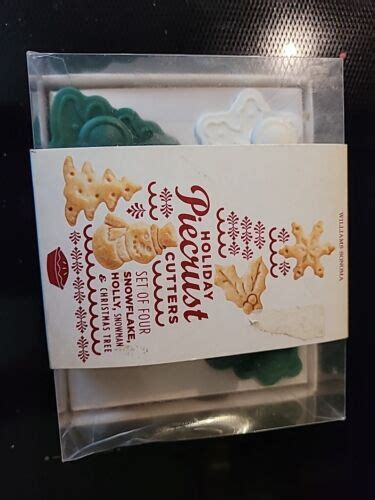 HOLIDAY
Piecrust
CUTTERS
SET OF FOUR
SNOWFLAKE,
HOLLY, SNOWMAN
& CHRISTMAS TREE
WILLIAMS-SONOMA